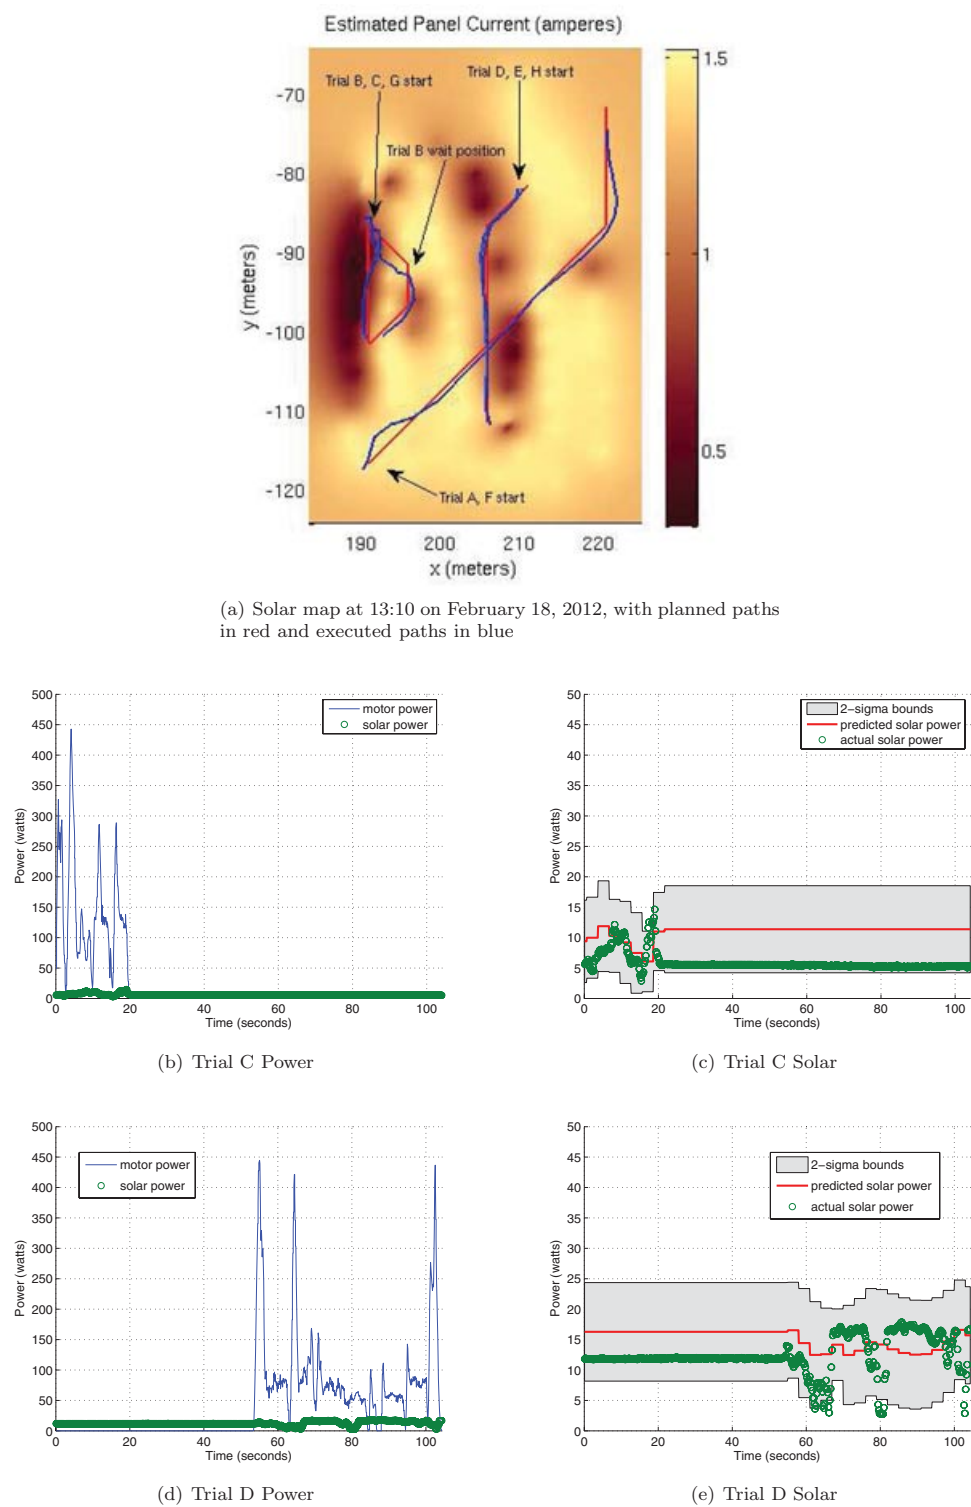 Estimated Panel Current (amperes)
Trial B, C, G start
Trial D, E, H start
Trial B wait position
Trial A, F start
-70
-80
-90
-100
-110
-120
y (meters)
190 200 210 220
x (meters)
1.5
1
0.5
(a) Solar map at 13:10 on February 18, 2012, with planned paths
in red and executed paths in blue
500
450
400
350
300
250
200
150
100
50
0
Power (watts)
motor power
solar power
0 20 40 60 80 100
Time (seconds)
(b) Trial C Power
50
45
40
35
30
25
20
15
10
5
0
Power (watts)
2-sigma bounds
predicted solar power
actual solar power
0 20 40 60 80 100
Time (seconds)
(c) Trial C Solar
500
450
400
350
300
250
200
150
100
50
0
Power (watts)
motor power
solar power
0 20 40 60 80 100
Time (seconds)
(d) Trial D Power
50
45
40
35
30
25
20
15
10
5
0
Power (watts)
2-sigma bounds
predicted solar power
actual solar power
0 20 40 60 80 100
Time (seconds)
(e) Trial D Solar